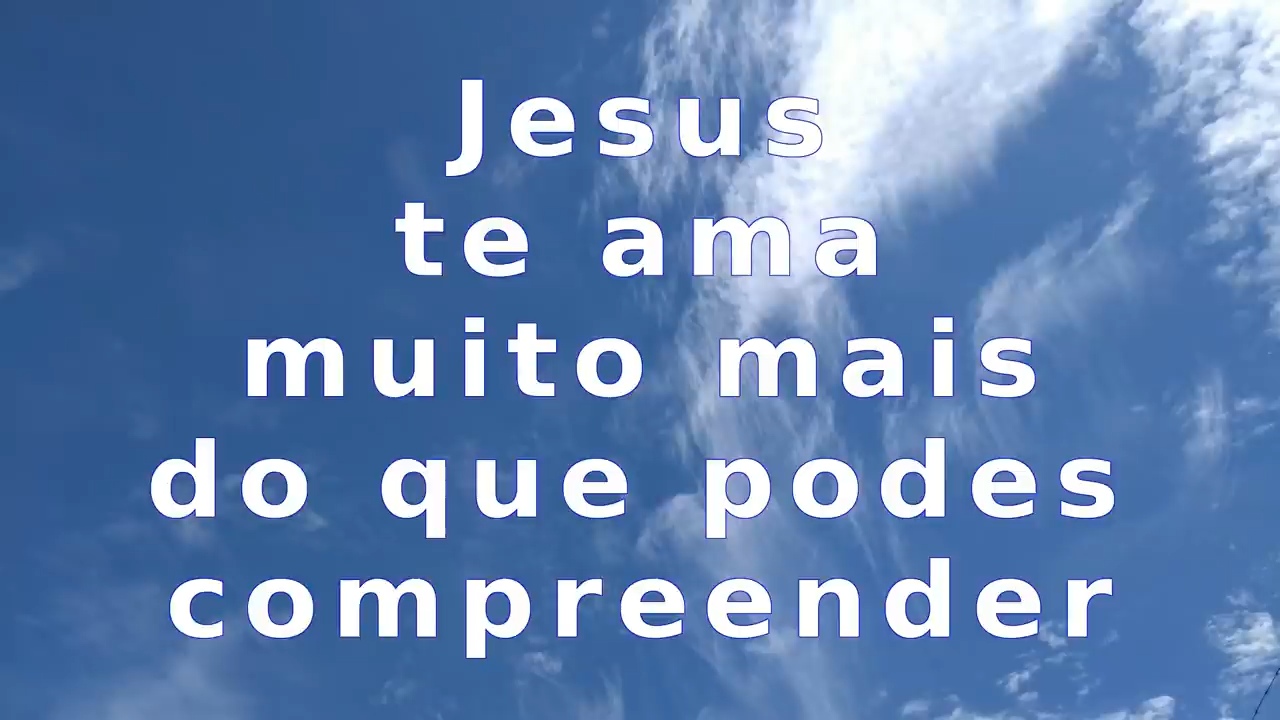 Jesus
te ama
muito mais
do que podes
compreender